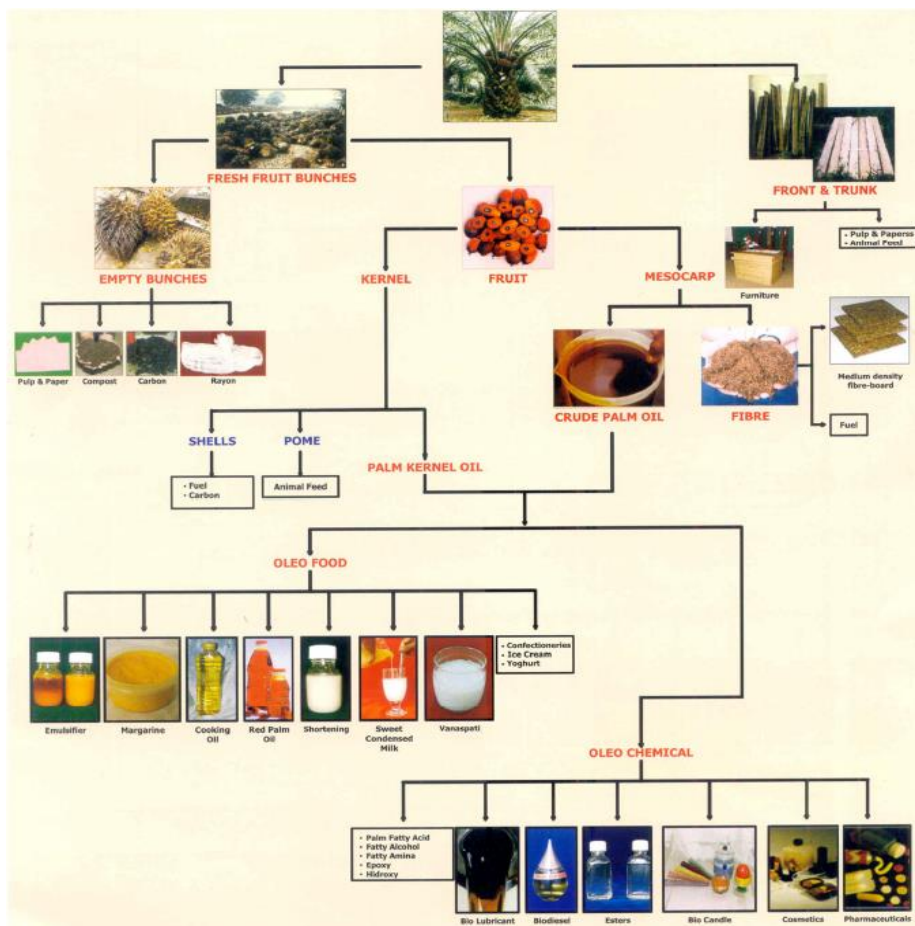 FRESH FRUIT BUNCHES
FRONT & TRUNK
• Pulp & Paperss
• Animal Feed
Furniture
EMPTY BUNCHES
KERNEL
FRUIT
MESOCARP
Pulp & Paper
Compost
Carbon
Rayon
Medium density
fibre-board
CRUDE PALM OIL
FIBRE
Fuel
SHELLS
POME
PALM KERNEL OIL
• Fuel
• Carbon
Animal Feed
OLEO FOOD
• Confectioneries
• Ice Cream
• Yoghurt
Emulsifier
Margarine
Cooking
Oil
Red Palm
Oil
Shortening
Sweet
Condensed
Milk
Vanaspati
OLEO CHEMICAL
• Palm Fatty Acid
• Fatty Alcohol
• Fatty Amina
• Epoxy
• Hidroxy
Bio Lubricant
Biodiesel
Esters
Bio Candle
Cosmetics
Pharmaceuticals